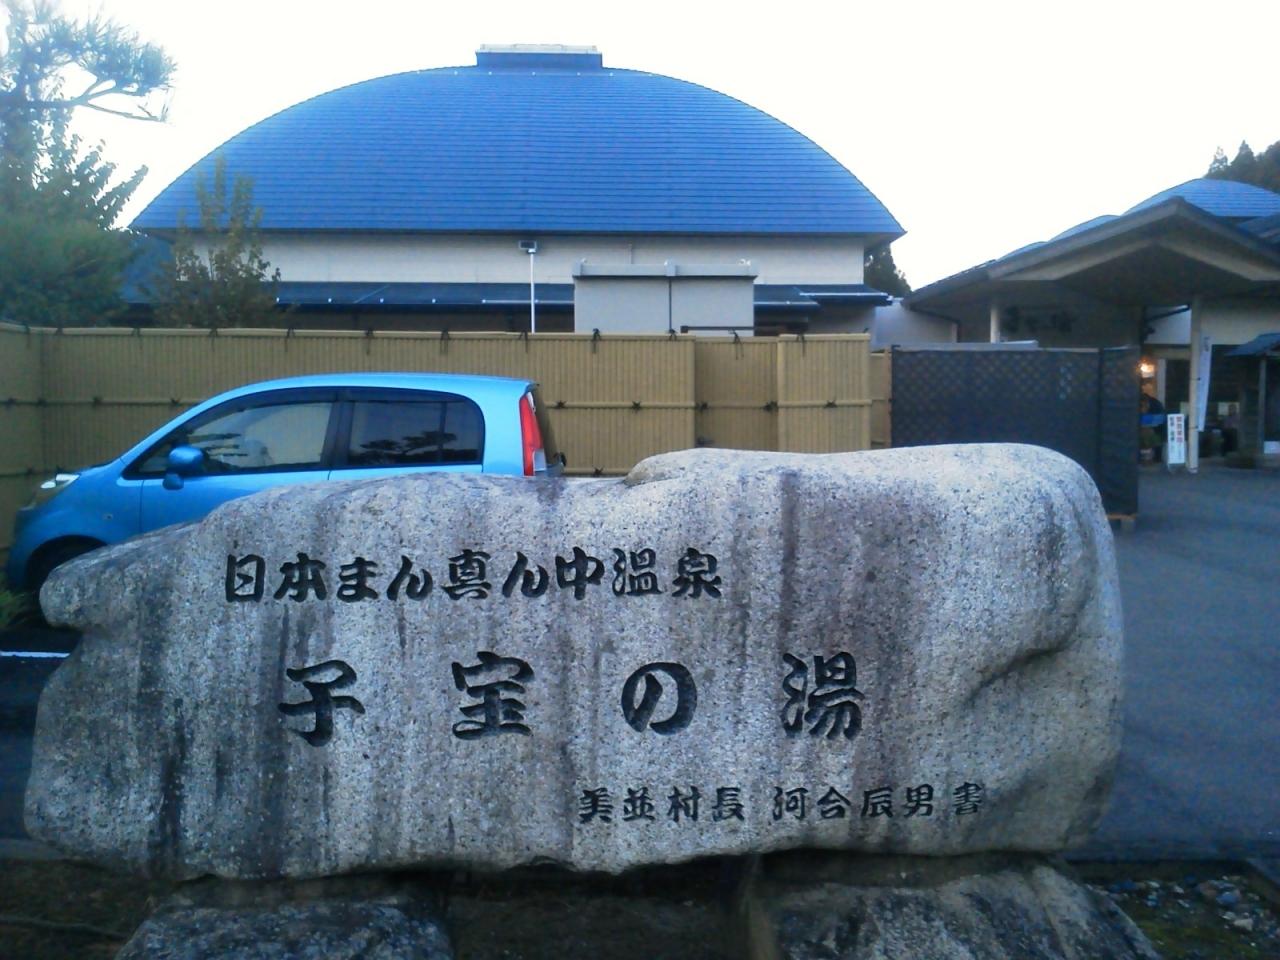 日本まん真ん中温泉
子宝の湯
美並村長 河合辰男書